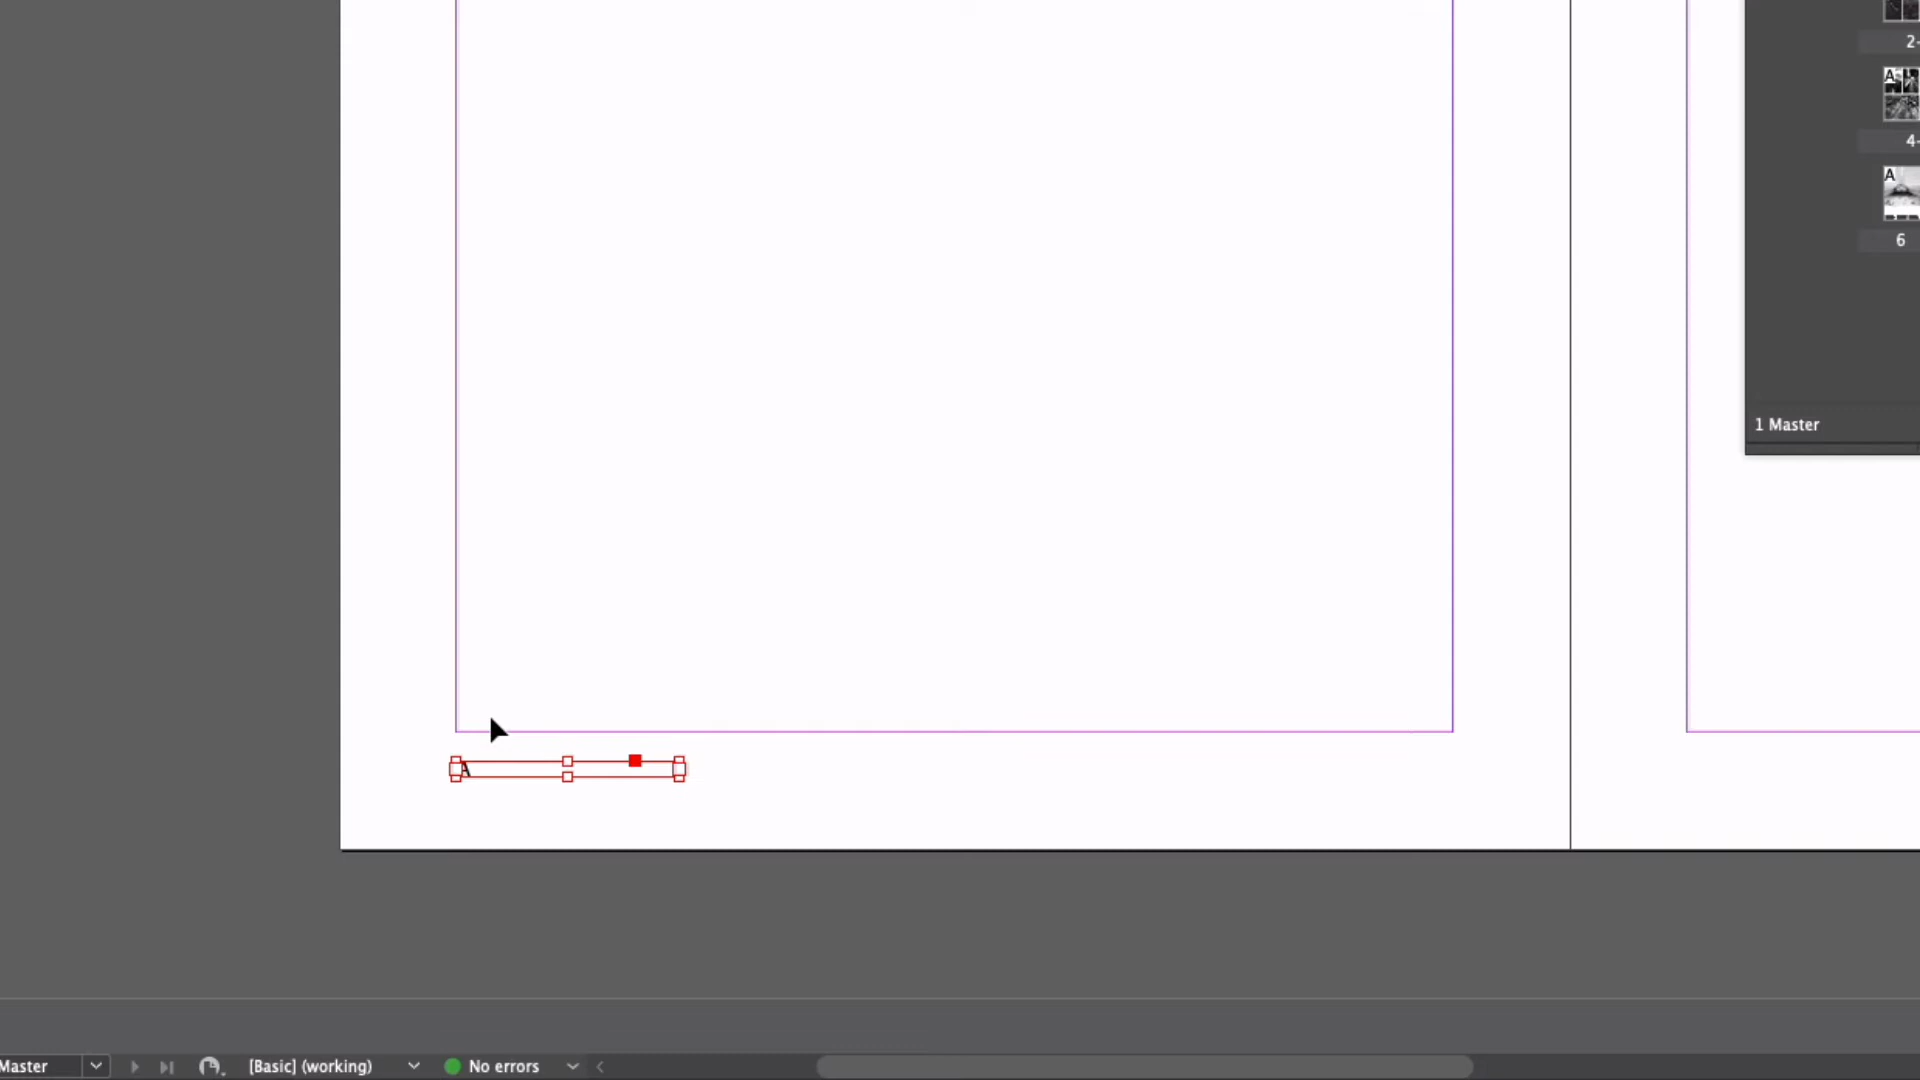 2-
A
4-
A
6
1 Master
A
Master
[Basic] (working)
No errors